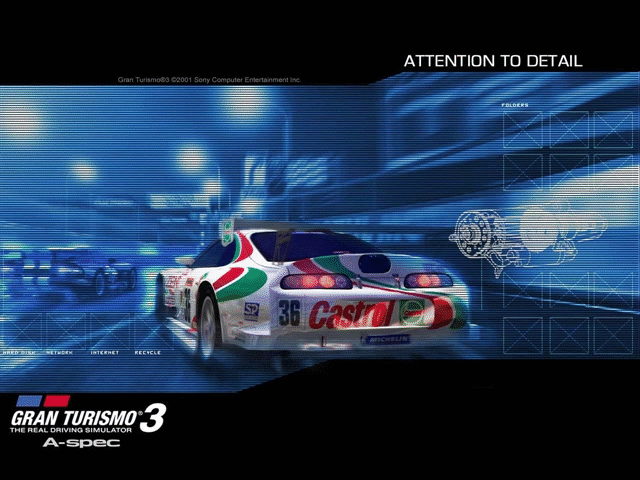 ATTENTION TO DETAIL
Gran Turismo®3 ©2001 Sony Computer Entertainment Inc.
FOLDERS
36
Castrol
MICHELIN
HARD DISK NETWORK INTERNET RECYCLE
GRAN TURISMO® 3
THE REAL DRIVING SIMULATOR
A-spec